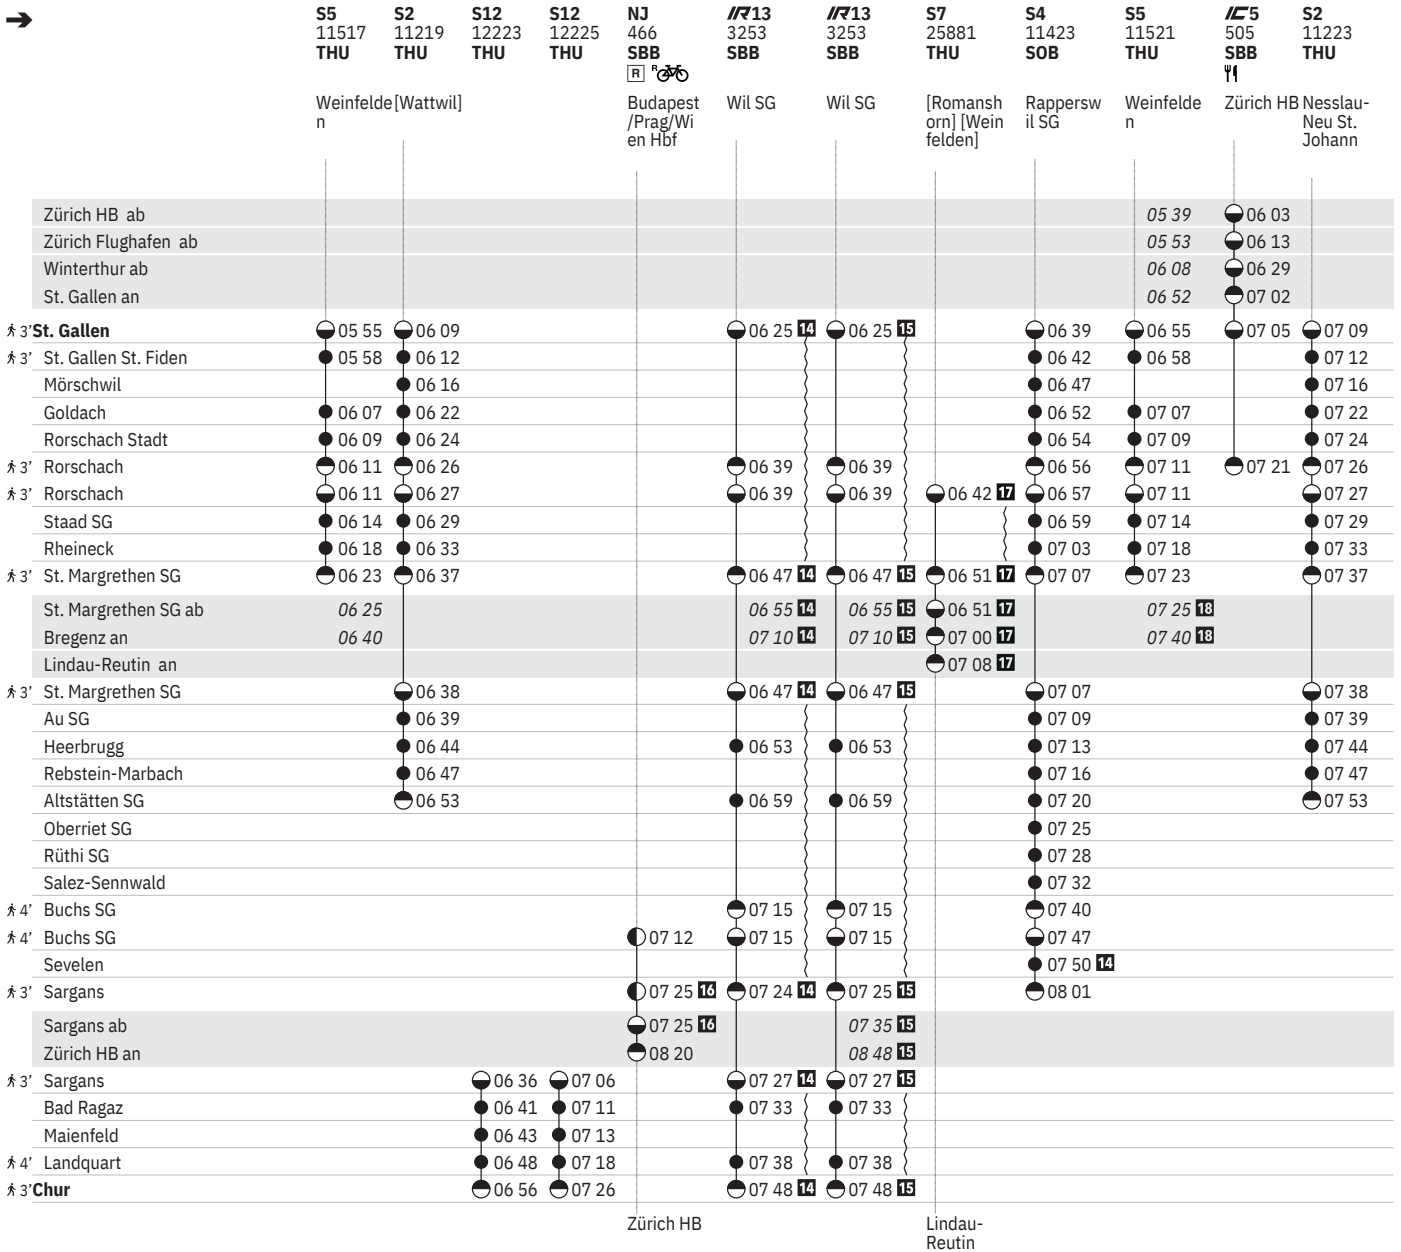 ➔ S5 S2 S12 S12 NJ IR13 IR13 S7 S4 S5 IC5 S2
11517 11219 12223 12225 466 3253 3253 25881 11423 11521 505 11223
THU THU THU THU SBB SBB SBB THU SOB THU SBB THU
R R
Weinfelde [Wattwil] Budapest Wil SG Wil SG [Romansh Rappersw Weinfelde Zürich HB Nesslau-
n /Prag/Wi orn] [Wein il SG n Neu St.
en Hbf felden] Johann
Zürich HB ab 05 39 06 03
Zürich Flughafen ab 05 53 06 13
Winterthur ab 06 08 06 29
St. Gallen an 06 52 07 02
3' St. Gallen 05 55 06 09 06 25 14 06 25 15 06 39 06 55 07 05 07 09
3' St. Gallen St. Fiden 05 58 06 12 06 42 06 58 07 12
Mörschwil 06 16 06 47 07 16
Goldach 06 07 06 22 06 52 07 07 07 22
Rorschach Stadt 06 09 06 24 06 54 07 09 07 24
3' Rorschach 06 11 06 26 06 39 06 39 06 56 07 11 07 21 07 26
3' Rorschach 06 11 06 27 06 39 06 39 06 42 17 06 57 07 11 07 27
Staad SG 06 14 06 29 06 59 07 14 07 29
Rheineck 06 18 06 33 07 03 07 18 07 33
3' St. Margrethen SG 06 23 06 37 06 47 14 06 47 15 06 51 17 07 07 07 23 07 37
St. Margrethen SG ab 06 25 06 55 14 06 55 15 06 51 17 07 25 18
Bregenz an 06 40 07 10 14 07 10 15 07 00 17 07 40 18
Lindau-Reutin an 07 08 17
3' St. Margrethen SG 06 38 06 47 14 06 47 15 07 07 07 38
Au SG 06 39 07 09 07 39
Heerbrugg 06 44 06 53 06 53 07 13 07 44
Rebstein-Marbach 06 47 07 16 07 47
Altstätten SG 06 53 06 59 06 59 07 20 07 53
Oberriet SG 07 25
Rüthi SG 07 28
Salez-Sennwald 07 32
4' Buchs SG 07 15 07 15 07 40
4' Buchs SG 07 12 07 15 07 15 07 47
Sevelen 07 50 14
3' Sargans 07 25 16 07 24 14 07 25 15 08 01
Sargans ab 07 25 16 07 35 15
Zürich HB an 08 20 08 48 15
3' Sargans 06 36 07 06 07 27 14 07 27 15
Bad Ragaz 06 41 07 11 07 33 07 33
Maienfeld 06 43 07 13
4' Landquart 06 48 07 18 07 38 07 38
3' Chur 06 56 07 26 07 48 14 07 48 15
Zürich HB Lindau-
Reutin